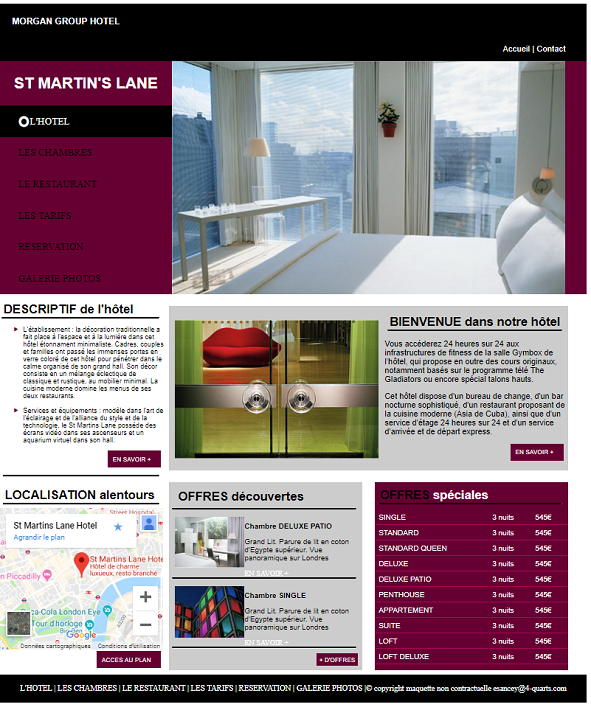 MORGAN GROUP HOTEL
Accueil | Contact
ST MARTIN'S LANE
L'HOTEL
LES CHAMBRES
LE RESTAURANT
LES TARIFS
RESERVATION
GALERIE PHOTOS
DESCRIPTIF de l'hôtel
L'établissement : la décoration traditionnelle a
fait place à l'espace et à la lumière dans cet
hôtel étonnament minimaliste. Cadres, couples
et familles ont passé les immenses portes en
verre coloré de cet hôtel pour pénétrer dans le
calme organisé de son grand hall. Son décor
consiste en un mélange éclectique de
classique et rustique, au mobilier minimal. La
cuisine moderne domine les menus de ses
deux restaurants.
Services et équipements : modèle dans l'art de
l'éclairage et de l'alliance du style et de la
technologie, le St Martins Lane possède des
écrans vidéo dans ses ascenseurs et un
aquarium virtuel dans son hall.
EN SAVOIR +
BIENVENUE dans notre hôtel
Vous accéderez 24 heures sur 24 aux
infrastructures de fitness de la salle Gymbox de
l'hôtel, qui propose en outre des cours originaux,
notamment basés sur le programme télé The
Gladiators ou encore spécial talons hauts.
Cet hôtel dispose d'un bureau de change, d'un bar
nocturne sophistiqué, d'un restaurant proposant de
la cuisine moderne (Asia de Cuba), ainsi que d'un
service d'étage 24 heures sur 24 et d'un service
d'arrivée et de départ express.
EN SAVOIR +
LOCALISATION alentours
St Martins Lane Hotel
Agrandir le plan
St Martins Lane Hote
Hôtel de charme
luxueux, resto branché
Piccadilly
ca-Cola London Eye
Tour d'horloge
Google
Données cartographiques
Conditions d'utilisation
ACCES AU PLAN
OFFRES découvertes
Chambre DELUXE PATIO
Grand Lit. Parure de lit en coton
d'Egypte supérieur. Vue
panoramique sur Londres
EN SAVOIR +
Chambre SINGLE
Grand Lit. Parure de lit en coton
d'Egypte supérieur. Vue
panoramique sur Londres
EN SAVOIR +
+ D'OFFRES
OFFRES spéciales
SINGLE 3 nuits 545€
STANDARD 3 nuits 545€
STANDARD QUEEN 3 nuits 545€
DELUXE 3 nuits 545€
DELUXE PATIO 3 nuits 545€
PENTHOUSE 3 nuits 545€
APPARTEMENT 3 nuits 545€
SUITE 3 nuits 545€
LOFT 3 nuits 545€
LOFT DELUXE 3 nuits 545€
L'HOTEL | LES CHAMBRES | LE RESTAURANT | LES TARIFS | RESERVATION | GALERIE PHOTOS |© copyright maquette non contractuelle esancey@4-quarts.com